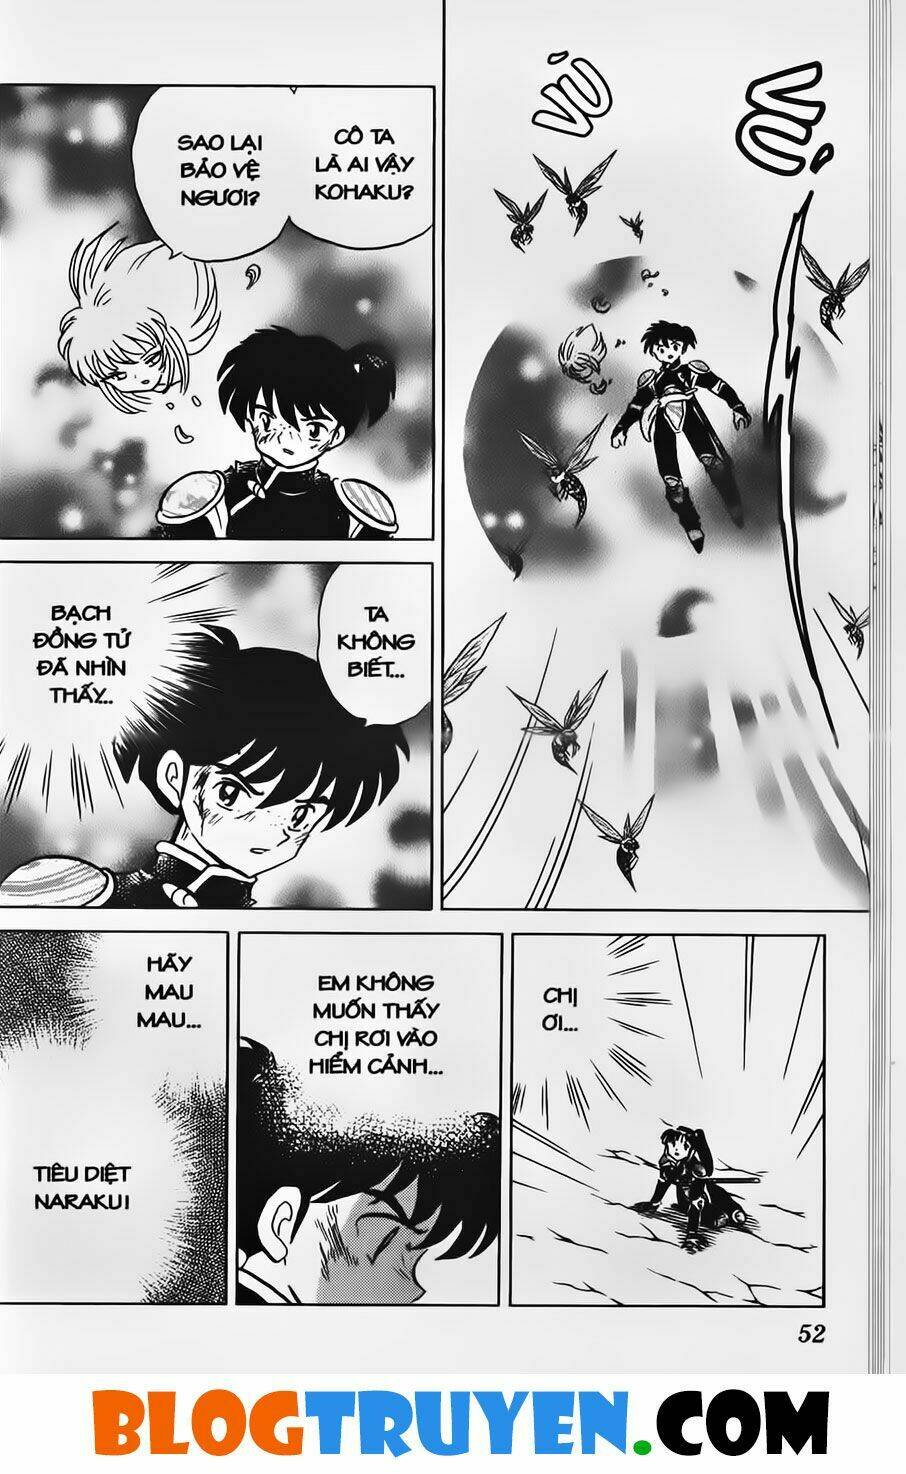 VÙ
VÙ
CÔ TA
LÀ AI VẬY
KOHAKU?
SAO LẠI
BẢO VỆ
NGƯƠI?
TA
KHÔNG
BIẾT...
BẠCH
ĐỒNG TỬ
ĐÃ NHÌN
THẤY...
CHỊ
ƠI...
EM KHÔNG
MUỐN THẤY
CHỊ RƠI VÀO
HIỂM CẢNH...
HÃY
MAU
MAU...
TIÊU DIỆT
NARAKU!
52
BLOGTRUYEN.COM